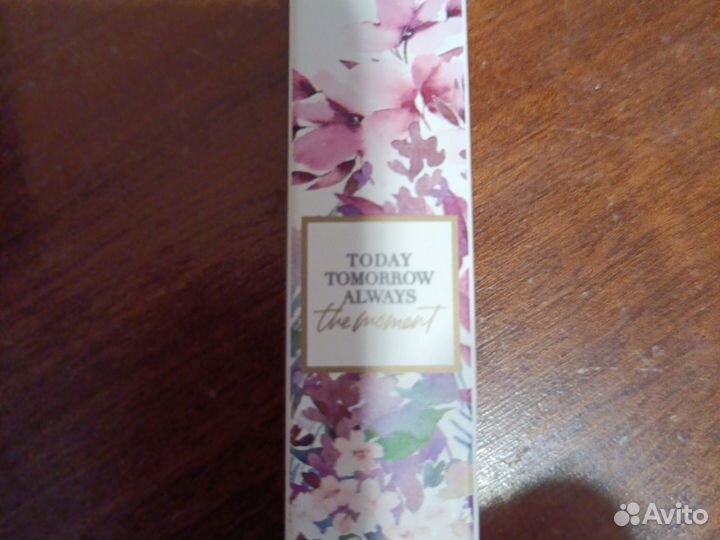 TODAY
TOMORROW
ALWAYS
the moment
Avito